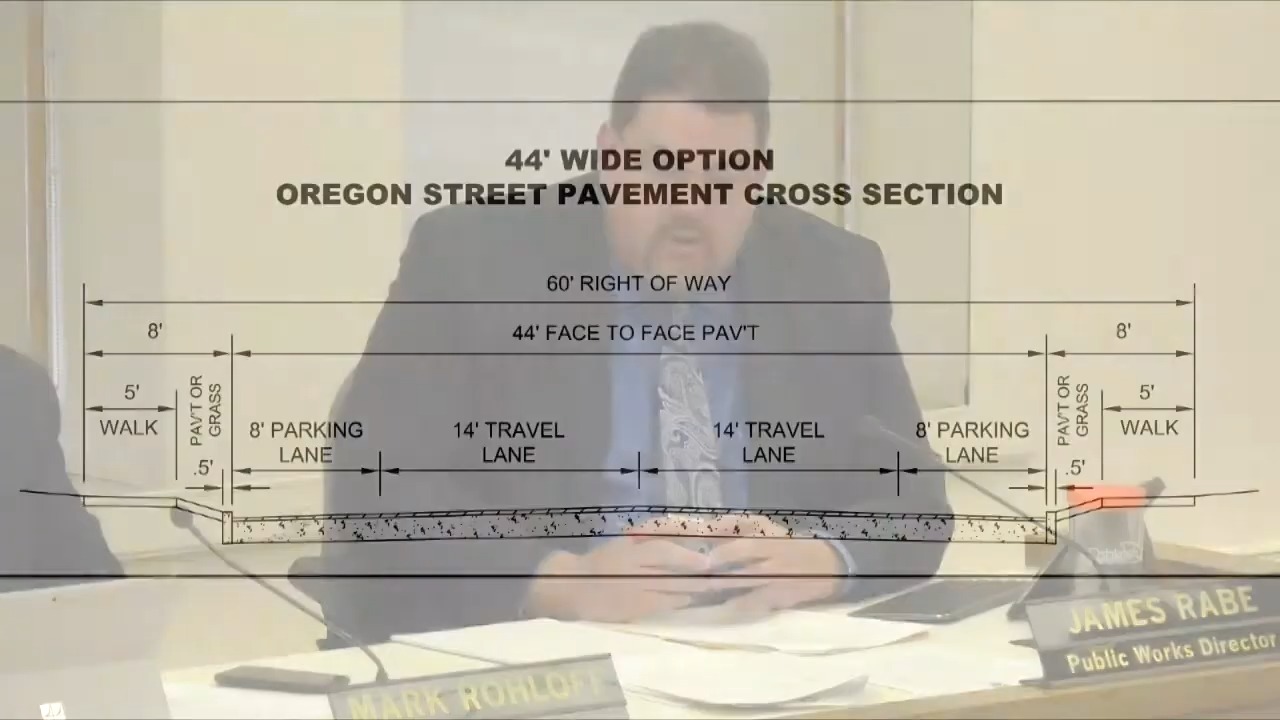 44' WIDE OPTION
OREGON STREET PAVEMENT CROSS SECTION
60' RIGHT OF WAY
8'
44' FACE TO FACE PAV'T
8'
5'
WALK
PAV'T OR
GRASS
8' PARKING
LANE
14' TRAVEL
LANE
14' TRAVEL
LANE
8' PARKING
LANE
PAV'T OR
GRASS
5'
WALK
.5'
.5'
JAMES RABE
Public Works Director
MARK ROHLOFF